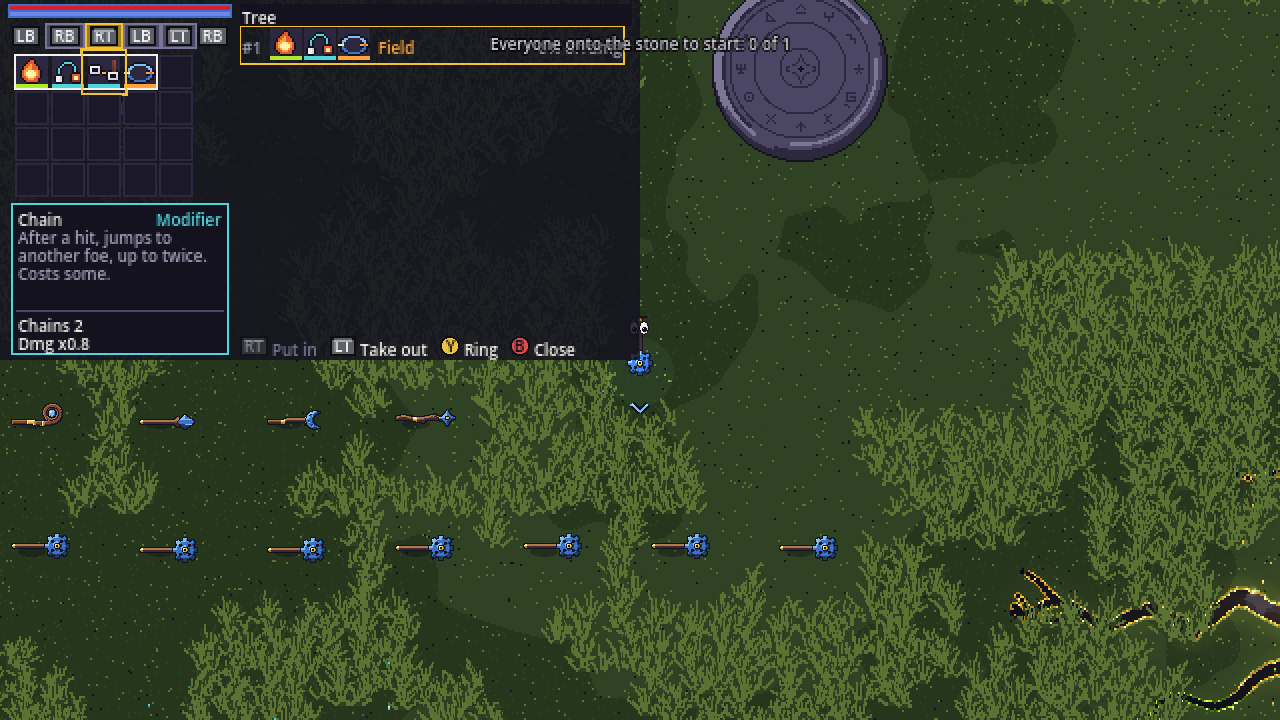 LB RB RT LB LT RB
Tree
#1 Field
Everyone onto the stone to start: 0 of 1
Chain Modifier
After a hit, jumps to
another foe, up to twice.
Costs some.
Chains 2
Dmg x0.8
RT Put in LT Take out Y Ring B Close